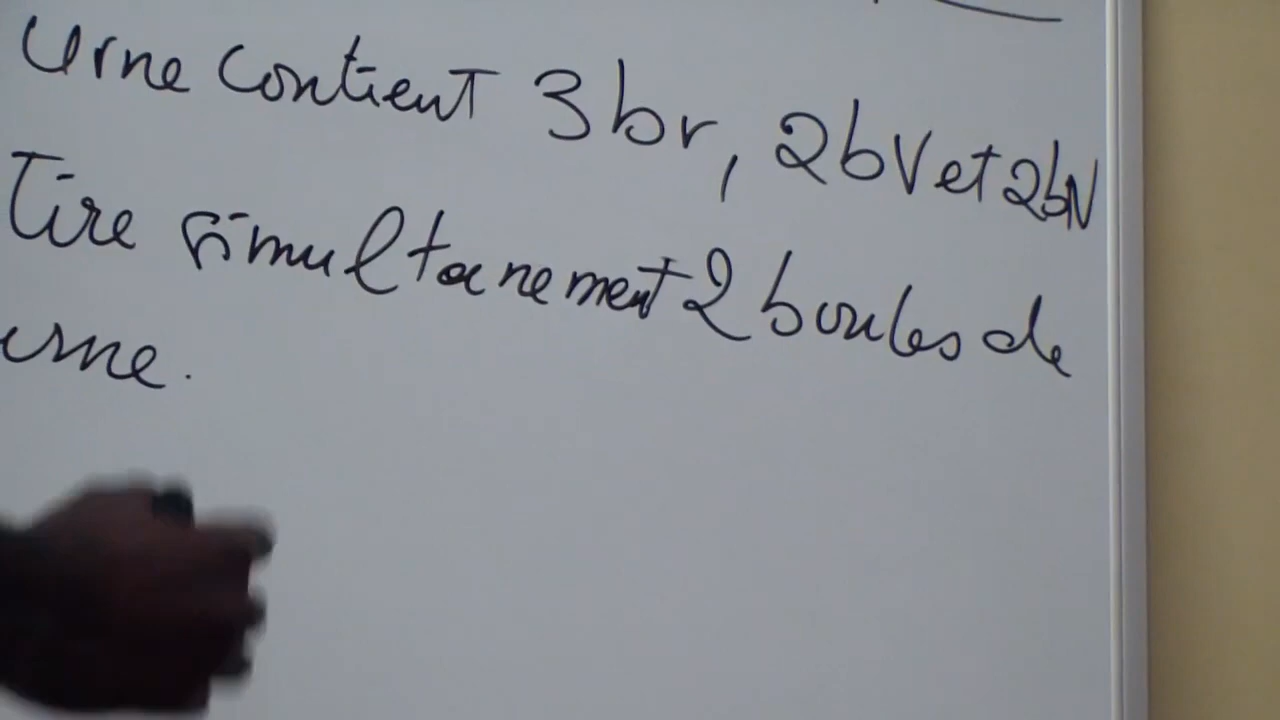 Urne contient 3br, 2bV et 2bN
Tire simultanement 2 boules de
urne.